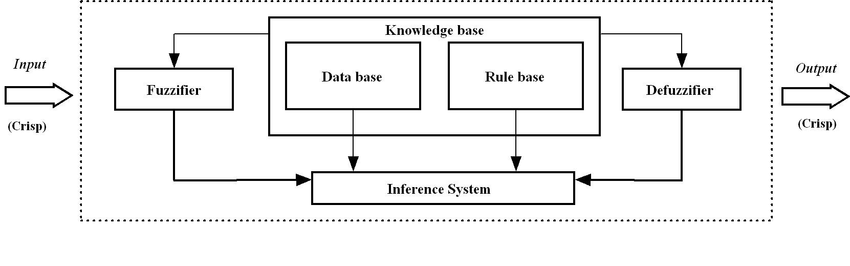 Knowledge base
Input
Fuzzifier
Data base
Rule base
Defuzzifier
Output
(Crisp)
(Crisp)
Inference System